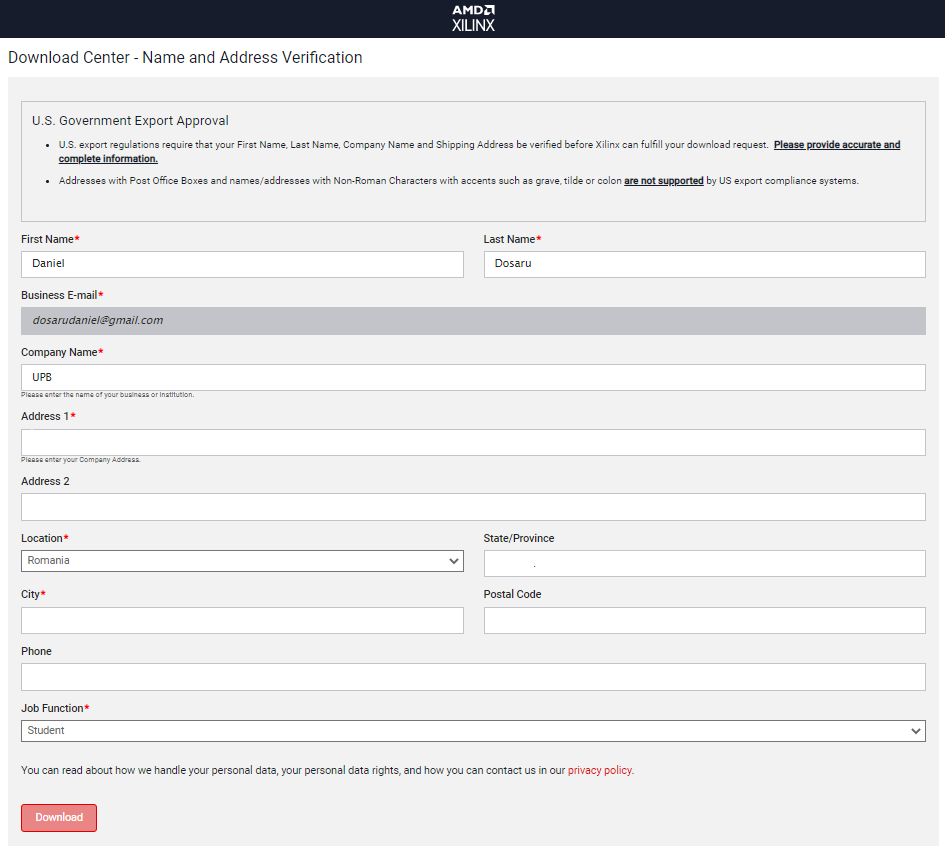 AMD
XILINX
Download Center - Name and Address Verification
U.S. Government Export Approval
• U.S. export regulations require that your First Name, Last Name, Company Name and Shipping Address be verified before Xilinx can fulfill your download request. Please provide accurate and
complete information.
• Addresses with Post Office Boxes and names/addresses with Non-Roman Characters with accents such as grave, tilde or colon are not supported by US export compliance systems.
First Name* Last Name*
Daniel Dosaru
Business E-mail*
dosarudaniel@gmail.com
Company Name*
UPB
Please enter the name of your business or institution.
Address 1*
Please enter your Company Address.
Address 2
Location* State/Province
Romania .
City* Postal Code
Phone
Job Function*
Student
You can read about how we handle your personal data, your personal data rights, and how you can contact us in our privacy policy.
Download